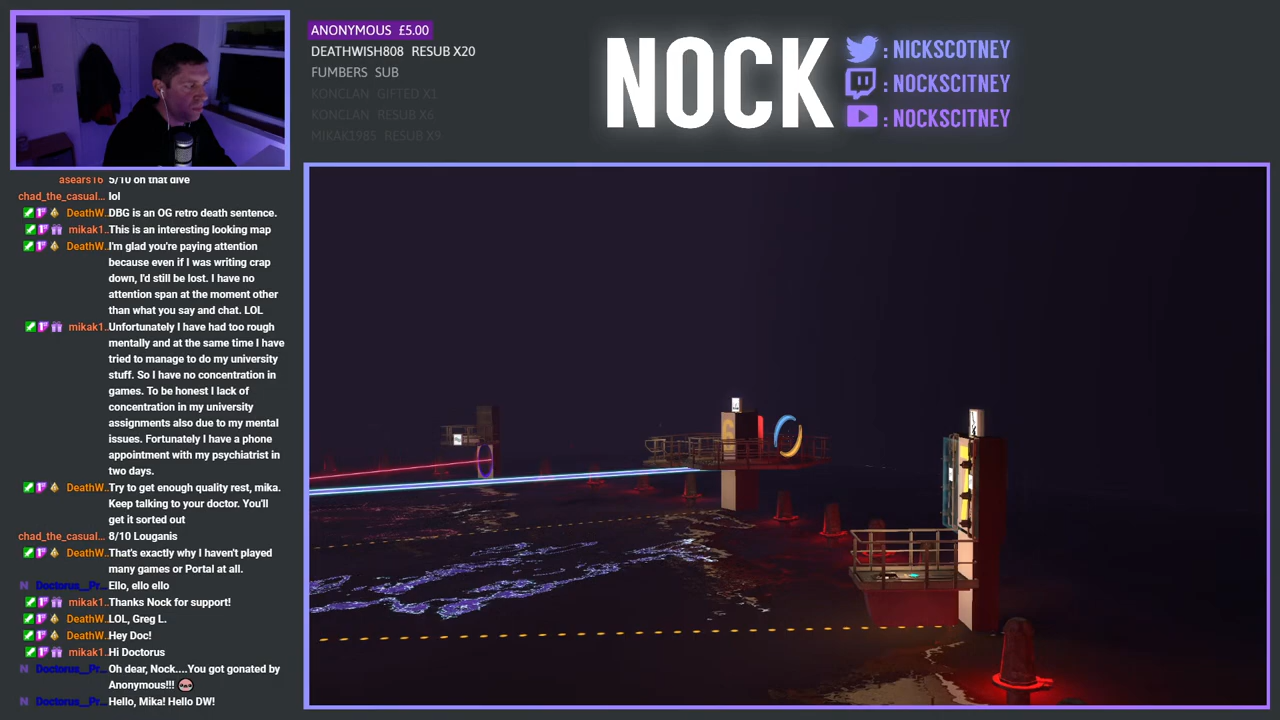 ANONYMOUS £5.00
DEATHWISH808 RESUB X20
FUMBERS SUB
KONCLAN GIFTED X1
KONCLAN RESUB X6
MIKAK1985 RESUB X9
NOCK
: NICKSCOTNEY
: NOCKSCITNEY
: NOCKSCITNEY
asears16 5/10 on that dive
chad_the_casual... lol
DeathW.. DBG is an OG retro death sentence.
mikak1.. This is an interesting looking map
DeathW.. I'm glad you're paying attention
because even if I was writing crap
down, I'd still be lost. I have no
attention span at the moment other
than what you say and chat. LOL
mikak1.. Unfortunately I have had too rough
mentally and at the same time I have
tried to manage to do my university
stuff. So I have no concentration in
games. To be honest I lack of
concentration in my university
assignments also due to my mental
issues. Fortunately I have a phone
appointment with my psychiatrist in
two days.
DeathW.. Try to get enough quality rest, mika.
Keep talking to your doctor. You'll
get it sorted out
chad_the_casual... 8/10 Louganis
DeathW.. That's exactly why I haven't played
many games or Portal at all.
N Doctorus__Pr... Ello, ello ello
mikak1.. Thanks Nock for support!
DeathW.. LOL, Greg L.
DeathW.. Hey Doc!
mikak1.. Hi Doctorus
N Doctorus__Pr... Oh dear, Nock....You got gonated by
Anonymous!!!
N Doctorus__Pr... Hello, Mika! Hello DW!